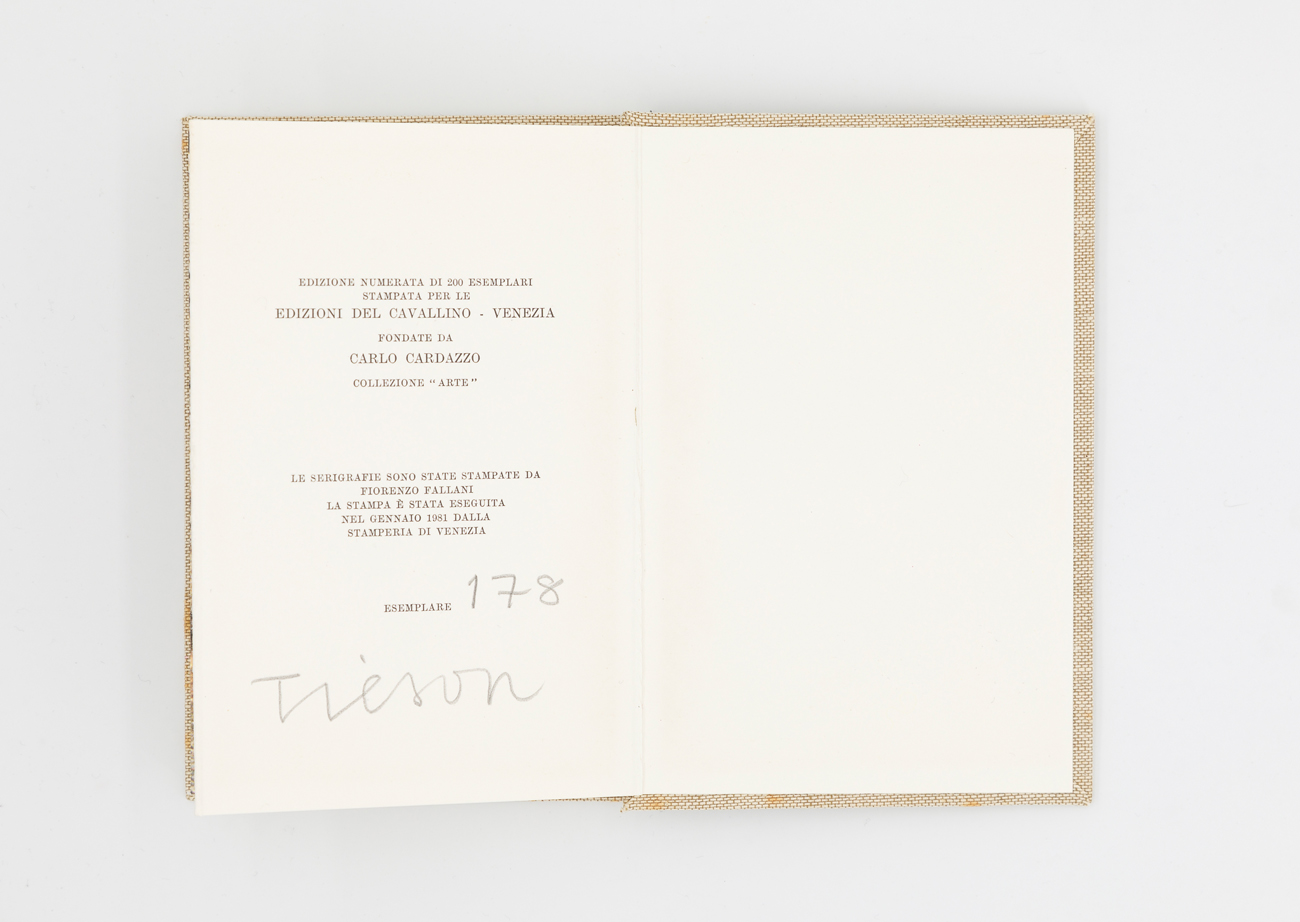 EDIZIONE NUMERATA DI 200 ESEMPLARI
STAMPATA PER LE
EDIZIONI DEL CAVALLINO - VENEZIA
FONDATE DA
CARLO CARDAZZO
COLLEZIONE “ARTE”
LE SERIGRAFIE SONO STATE STAMPATE DA
FIORENZO FALLANI
LA STAMPA È STATA ESEGUITA
NEL GENNAIO 1981 DALLA
STAMPERIA DI VENEZIA
ESEMPLARE 178